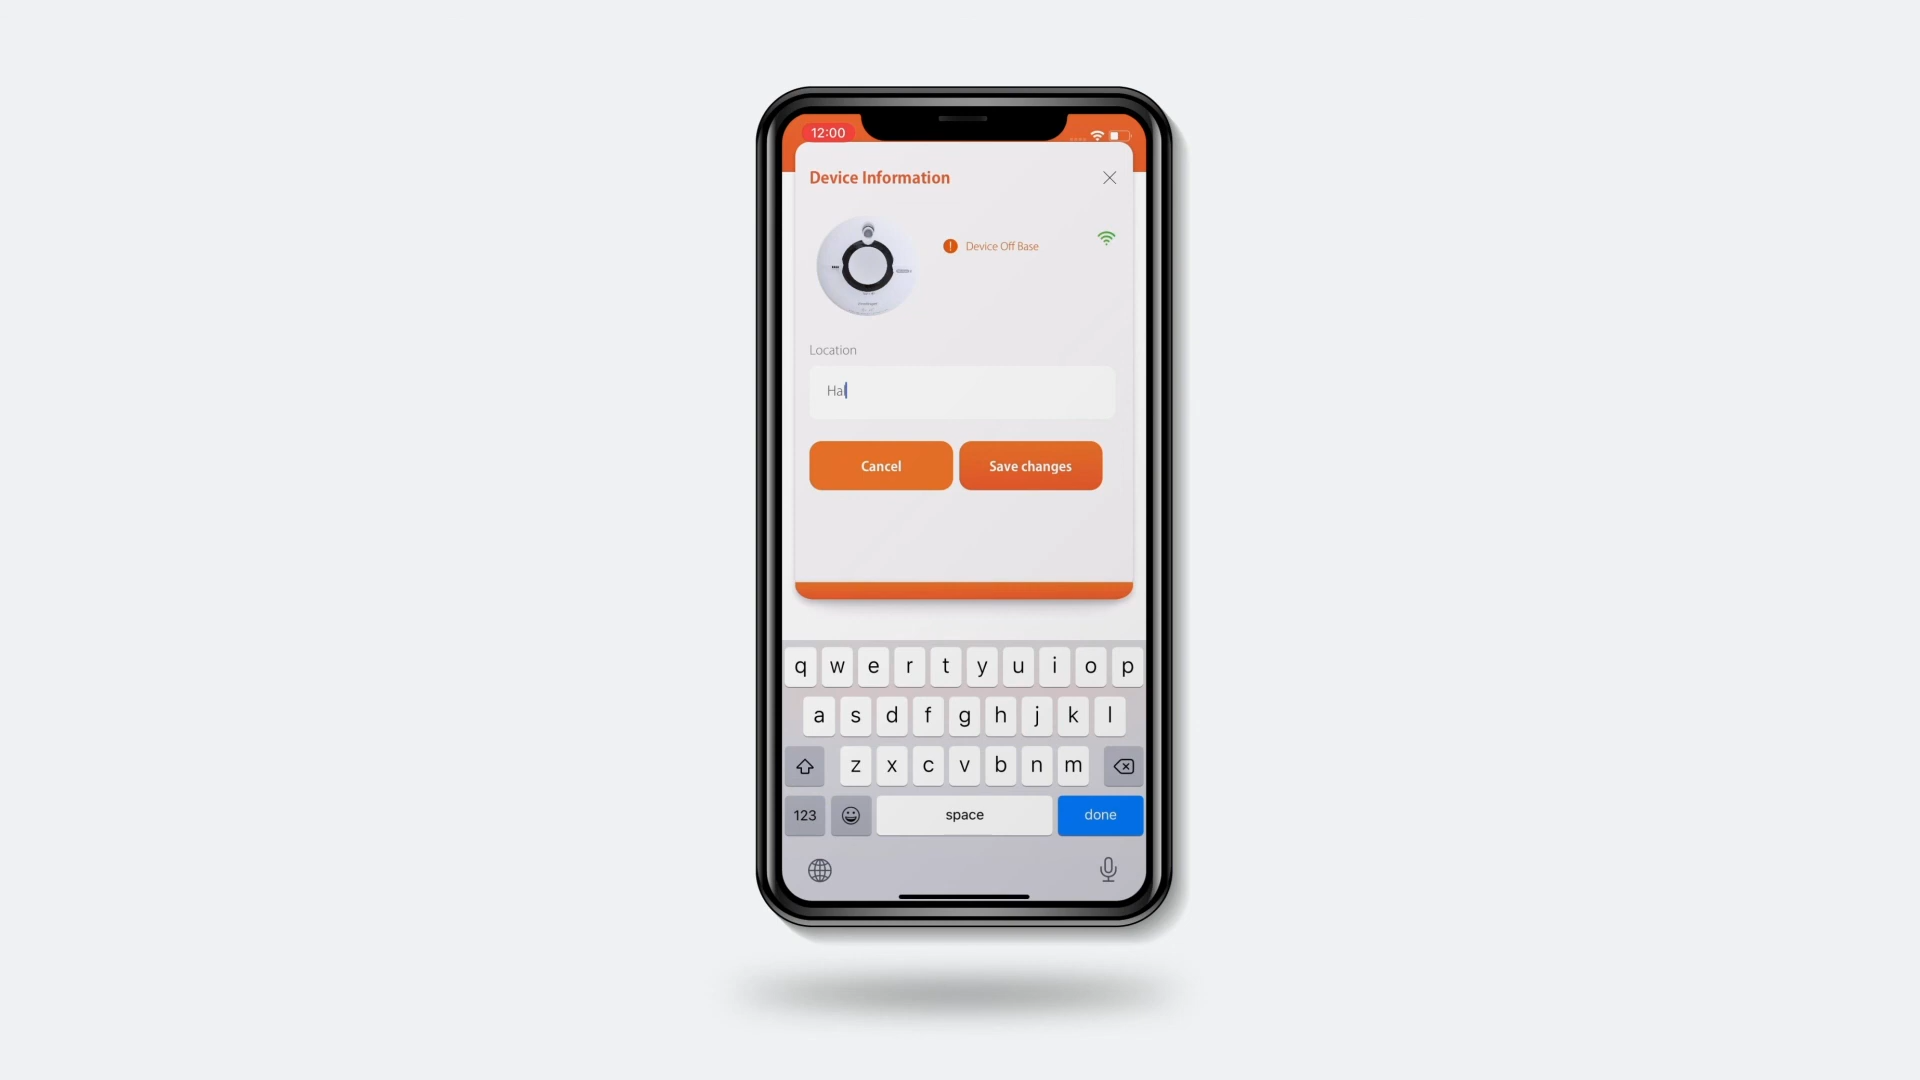 12:00
Device Information
Device Off Base
Location
Hal
Cancel
Save changes
q w e r t y u i o p
a s d f g h j k l
z x c v b n m
123 space done